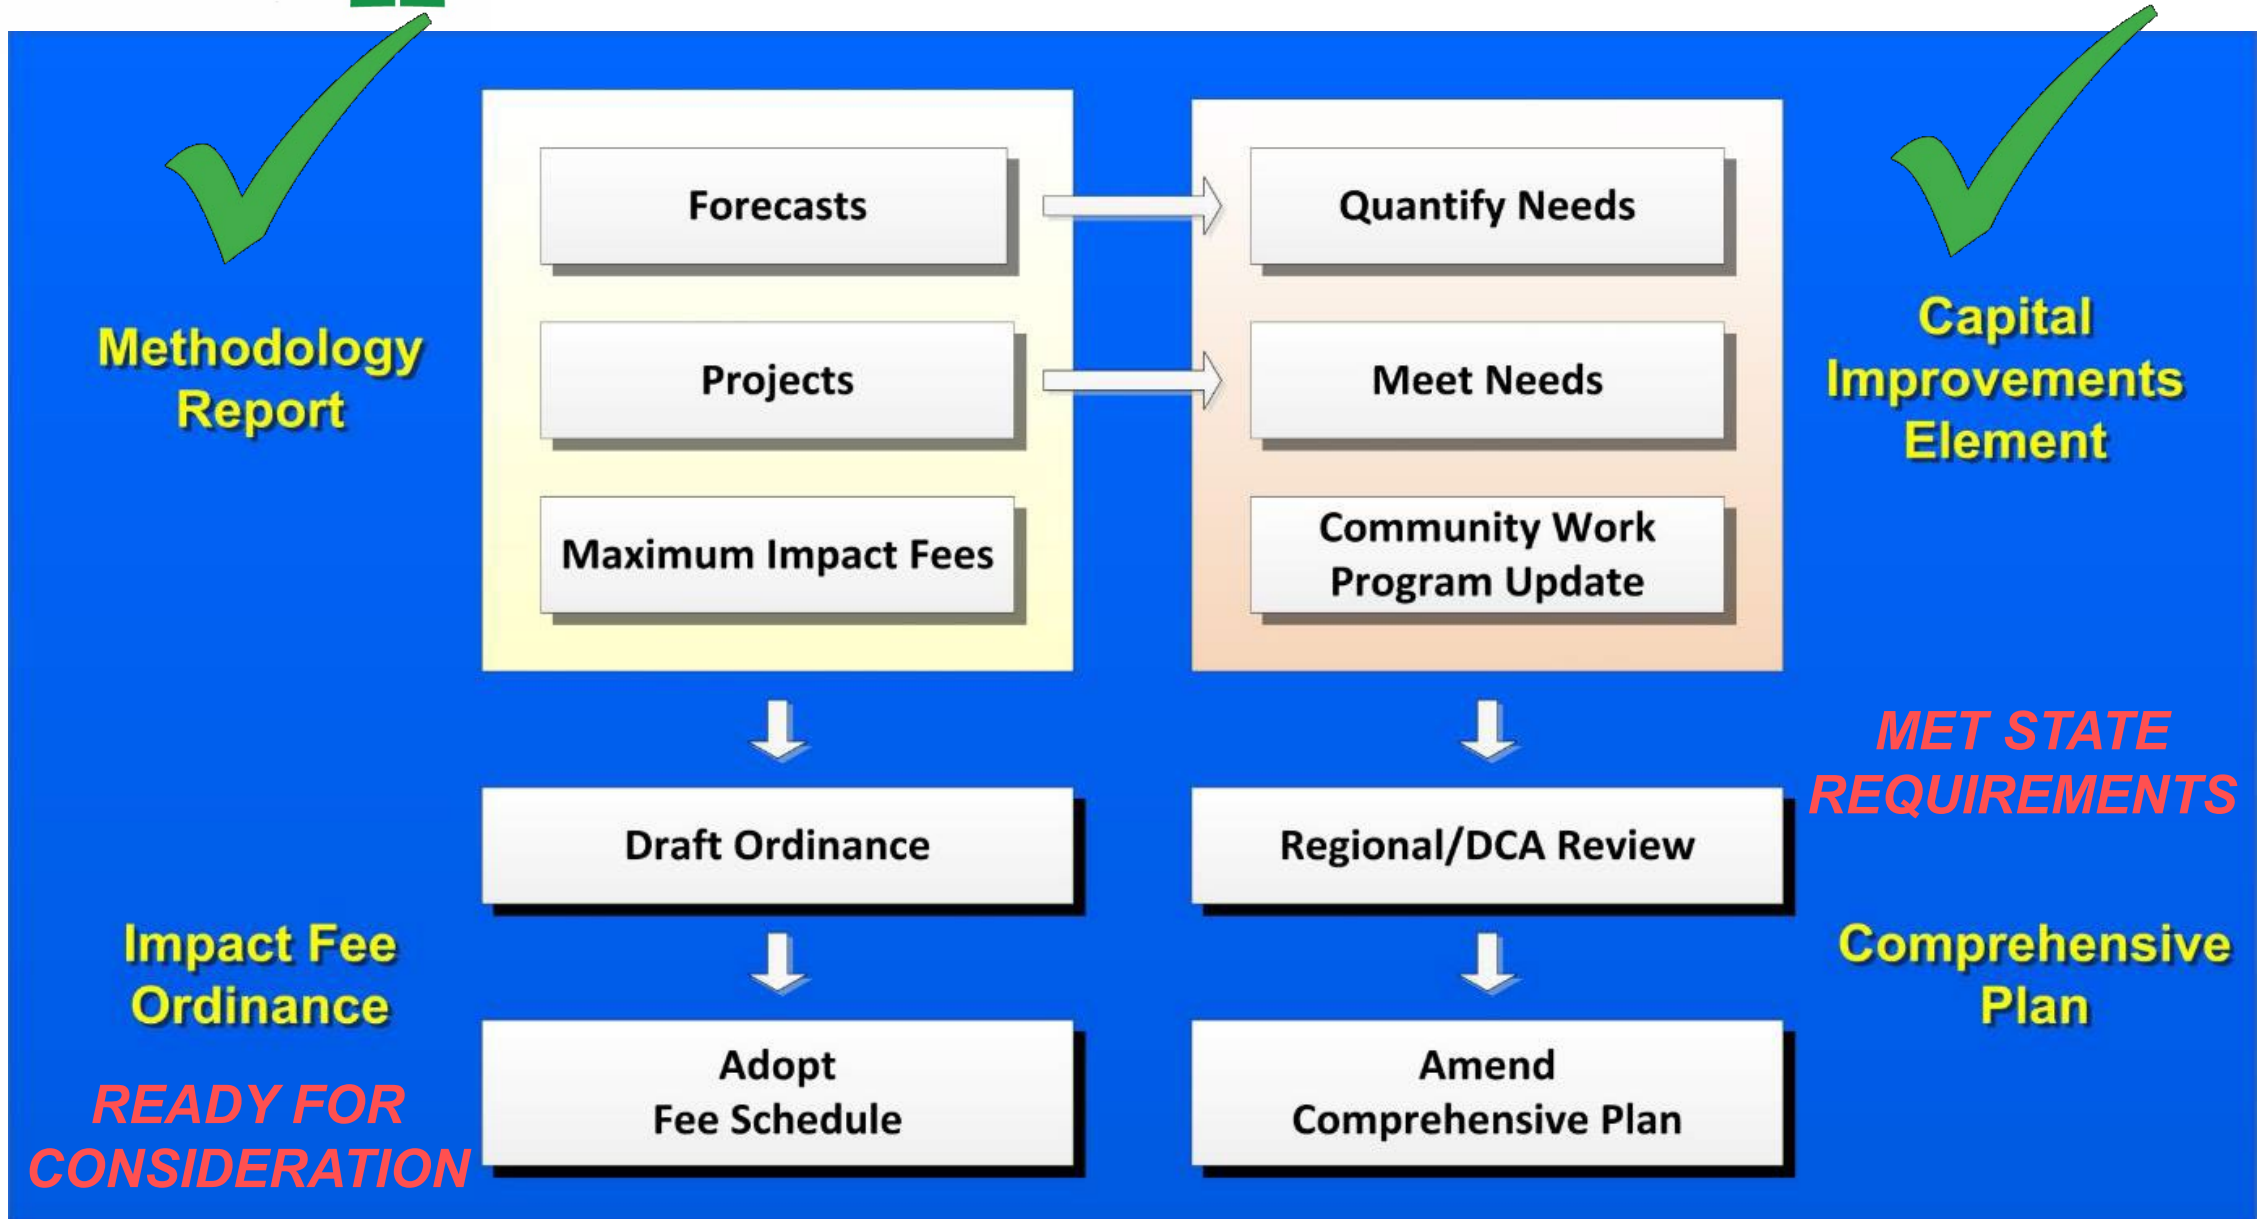 Methodology
Report
Forecasts
Projects
Maximum Impact Fees
Quantify Needs
Meet Needs
Community Work
Program Update
Capital
Improvements
Element
MET STATE
REQUIREMENTS
Draft Ordinance
Regional/DCA Review
Impact Fee
Ordinance
READY FOR
CONSIDERATION
Adopt
Fee Schedule
Amend
Comprehensive Plan
Comprehensive
Plan